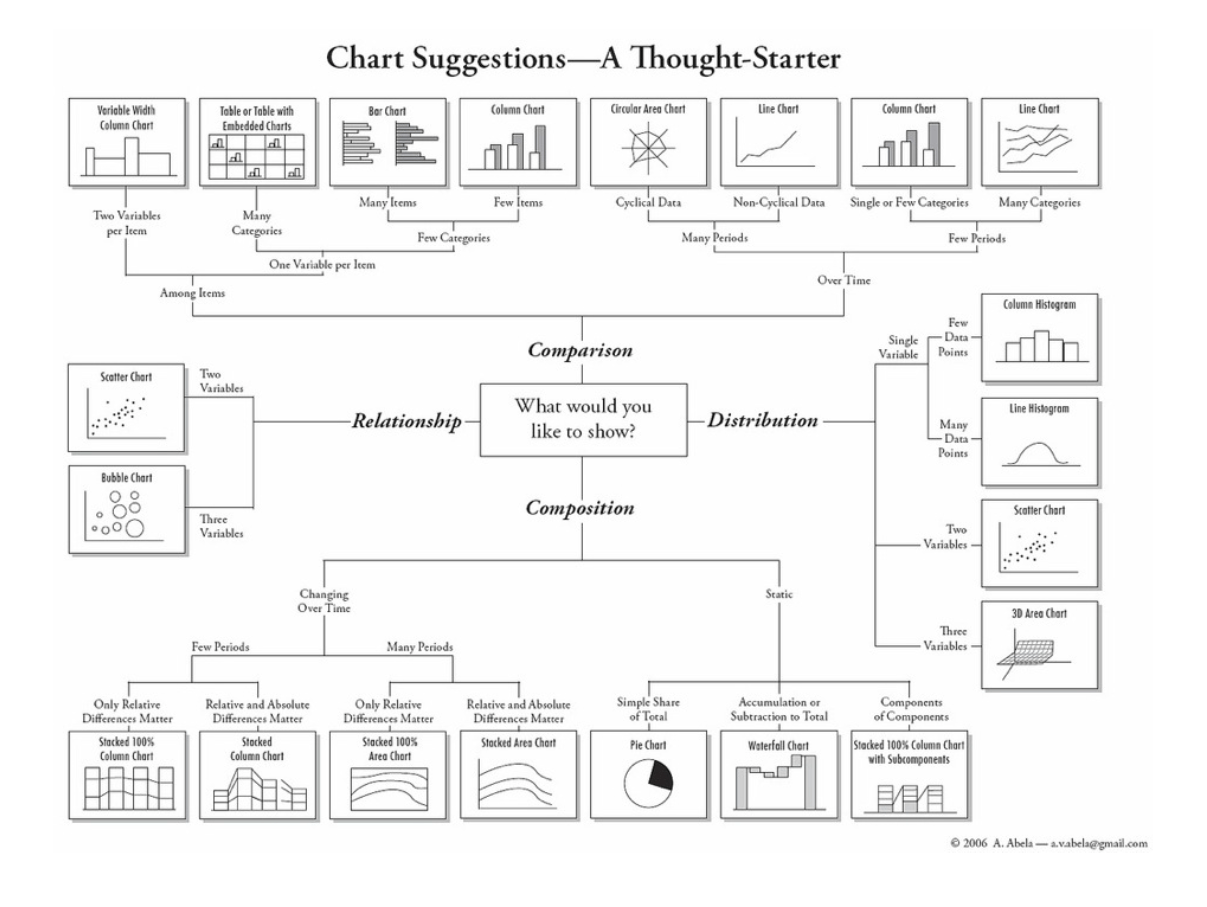 Chart Suggestions—A Thought-Starter
Variable Width
Column Chart
Table or Table with
Embedded Charts
Bar Chart
Column Chart
Circular Area Chart
Line Chart
Column Chart
Line Chart
Two Variables
per Item
Many
Categories
Many Items
Few Items
Cyclical Data
Non-Cyclical Data
Single or Few Categories
Many Categories
Few Categories
Many Periods
Few Periods
One Variable per Item
Over Time
Among Items
Comparison
What would you
like to show?
Relationship
Two
Variables
Scatter Chart
Three
Variables
Bubble Chart
Distribution
Single
Variable
Few
Data
Points
Column Histogram
Many
Data
Points
Line Histogram
Two
Variables
Scatter Chart
Three
Variables
3D Area Chart
Composition
Changing
Over Time
Static
Few Periods
Many Periods
Only Relative
Differences Matter
Relative and Absolute
Differences Matter
Only Relative
Differences Matter
Relative and Absolute
Differences Matter
Simple Share
of Total
Accumulation or
Subtraction to Total
Components
of Components
Stacked 100%
Column Chart
Stacked
Column Chart
Stacked 100%
Area Chart
Stacked Area Chart
Pie Chart
Waterfall Chart
Stacked 100% Column Chart
with Subcomponents
© 2006 A. Abela — a.v.abela@gmail.com